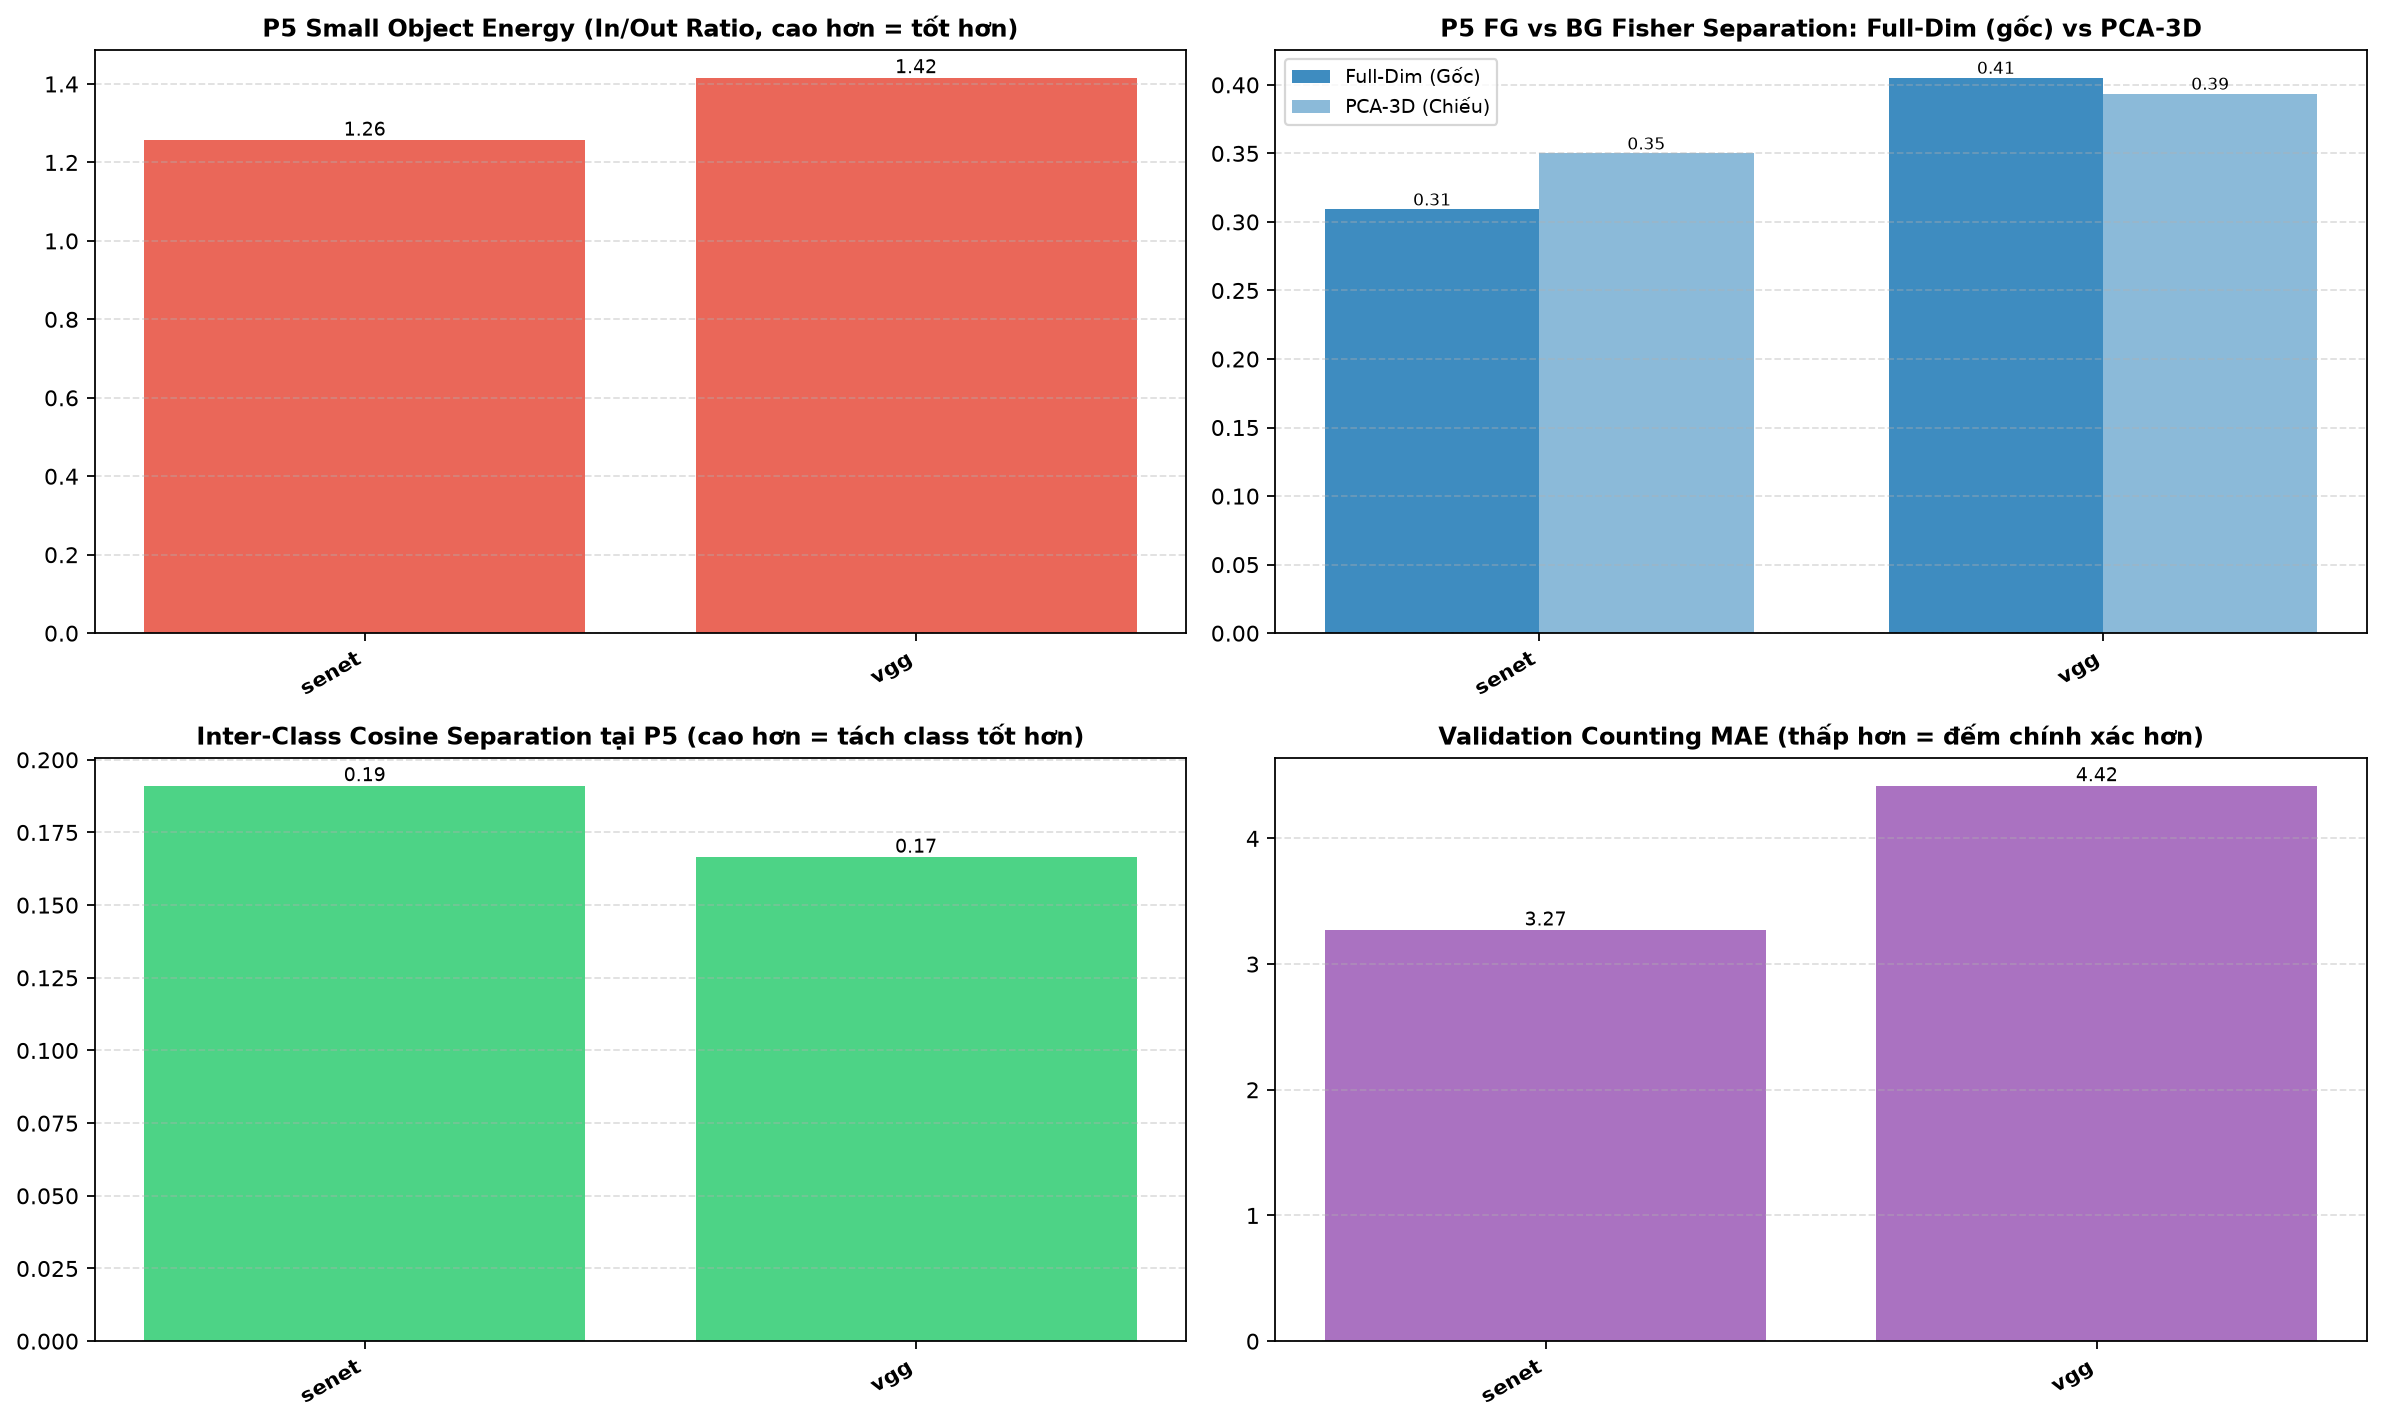 P5 Small Object Energy (In/Out Ratio, cao hơn = tốt hơn)
1.4
1.2
1.0
0.8
0.6
0.4
0.2
0.0
1.26
1.42
senet
vgg
P5 FG vs BG Fisher Separation: Full-Dim (gốc) vs PCA-3D
Full-Dim (Gốc)
PCA-3D (Chiếu)
0.40
0.35
0.30
0.25
0.20
0.15
0.10
0.05
0.00
0.31
0.35
0.41
0.39
senet
vgg
Inter-Class Cosine Separation tại P5 (cao hơn = tách class tốt hơn)
0.200
0.175
0.150
0.125
0.100
0.075
0.050
0.025
0.000
0.19
0.17
senet
vgg
Validation Counting MAE (thấp hơn = đếm chính xác hơn)
4
3
2
1
0
3.27
4.42
senet
vgg